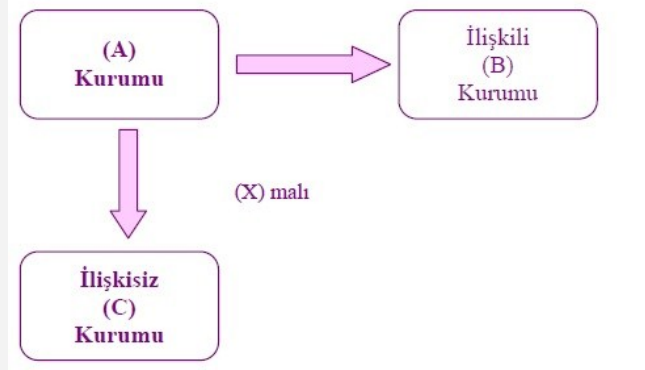 (A)
Kurumu
İlişkili
(B)
Kurumu
(X) malı
İlişkisiz
(C)
Kurumu